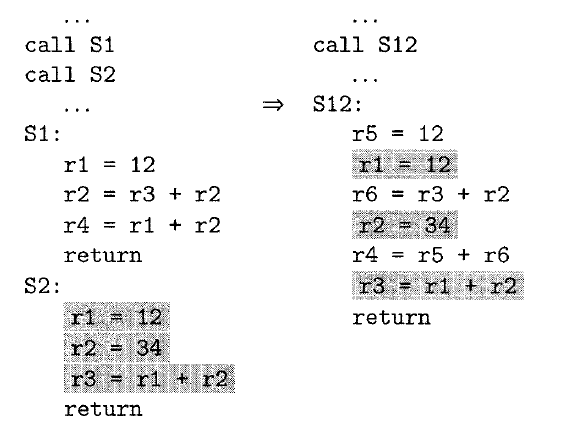 ...
call S1
call S2
...
S1:
r1 = 12
r2 = r3 + r2
r4 = r1 + r2
return
S2:
r1 = 12
r2 = 34
r3 = r1 + r2
return
⇒
...
call S12
...
S12:
r5 = 12
r1 = 12
r6 = r3 + r2
r2 = 34
r4 = r5 + r6
r3 = r1 + r2
return